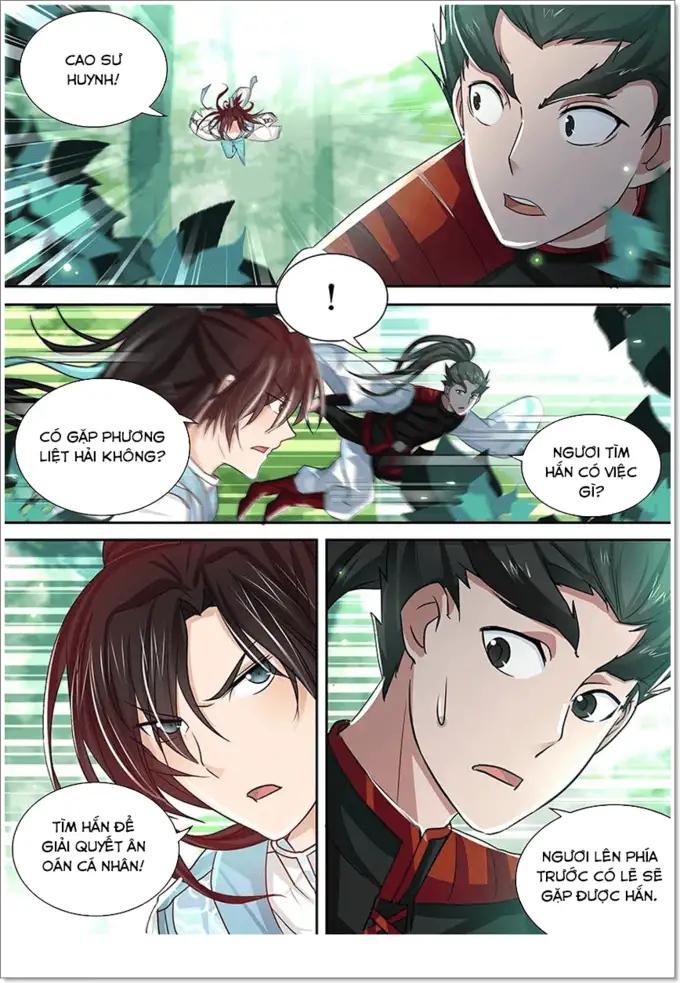 CAO SƯ
HUYNH!
!
CÓ GẶP PHƯƠNG
LIỆT HẢI KHÔNG?
NGƯƠI TÌM
HẮN CÓ VIỆC
GÌ?
TÌM HẮN ĐỂ
GIẢI QUYẾT ÂN
OÁN CÁ NHÂN!
NGƯƠI LÊN PHÍA
TRƯỚC CÓ LẼ SẼ
GẶP ĐƯỢC HẮN.